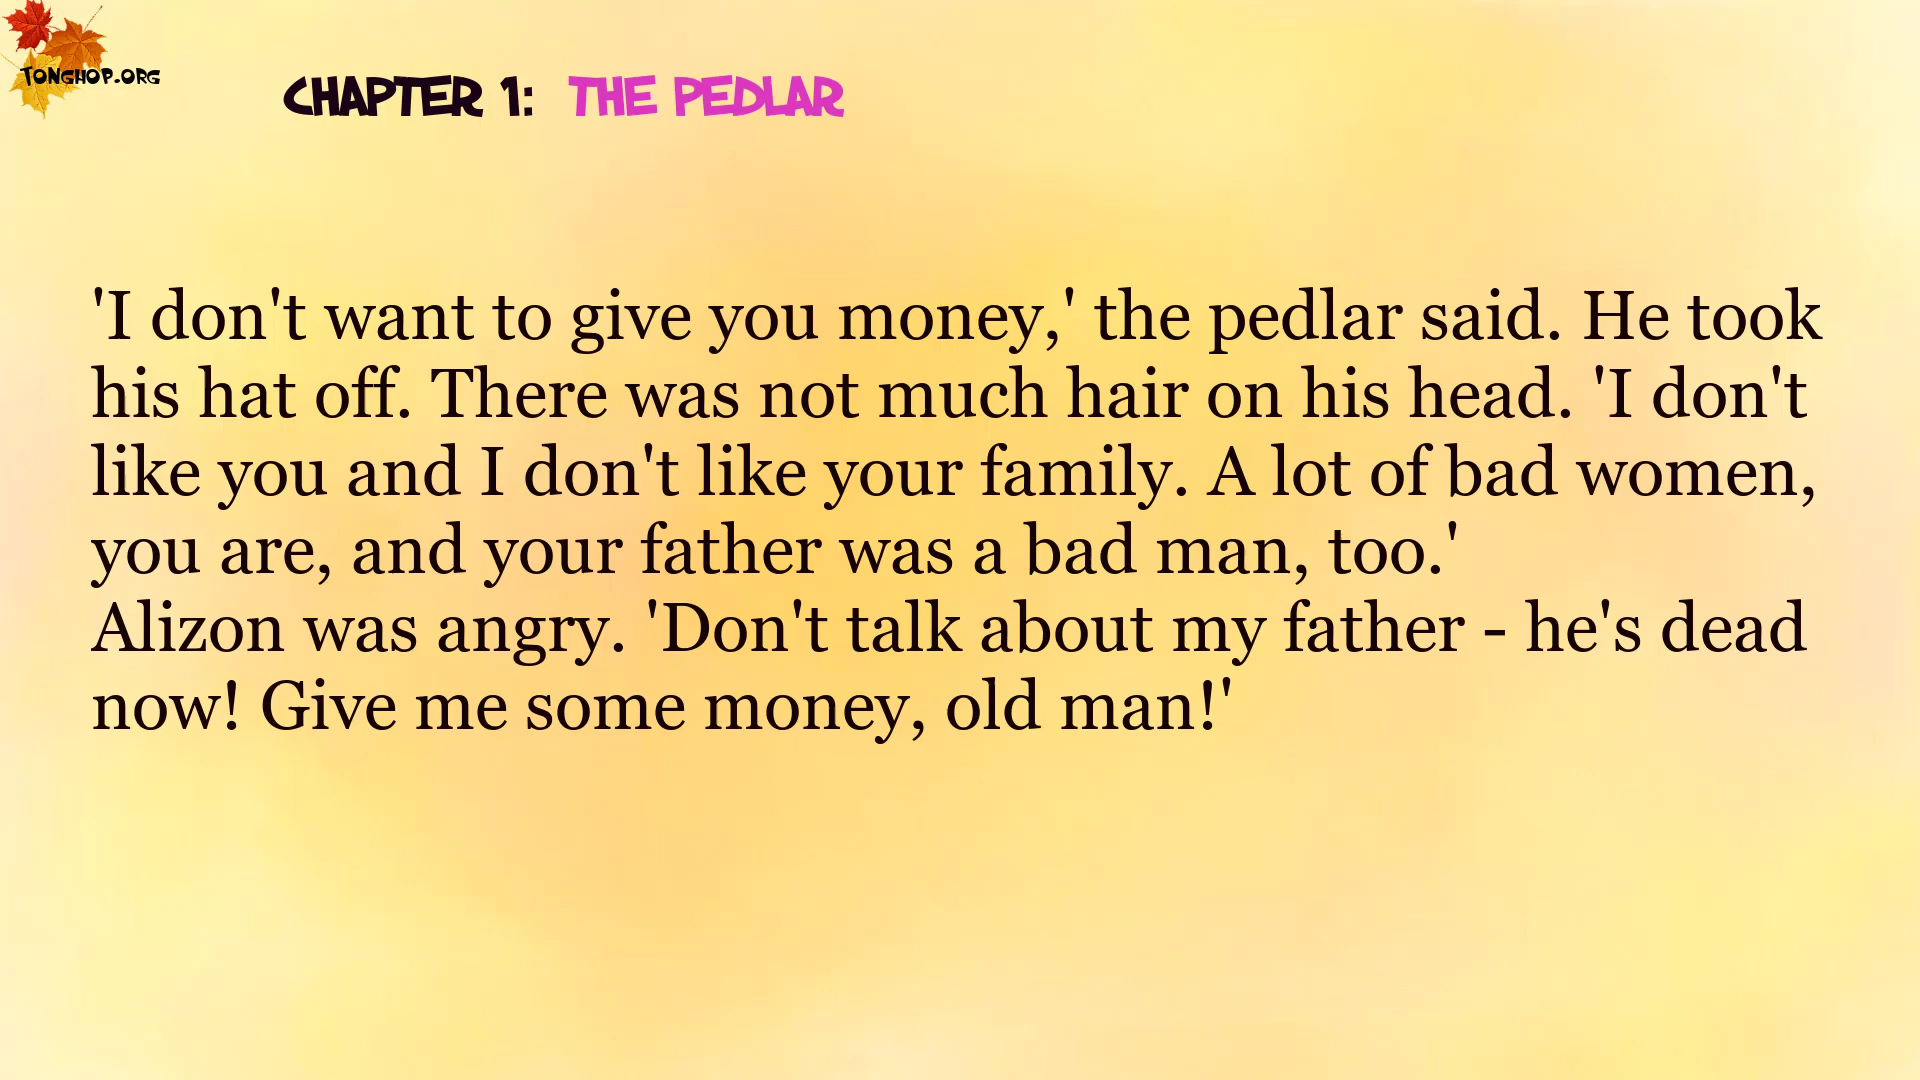 TONGHOP.ORG
CHAPTER 1: THE PEDLAR
'I don't want to give you money,' the pedlar said. He took
his hat off. There was not much hair on his head. 'I don't
like you and I don't like your family. A lot of bad women,
you are, and your father was a bad man, too.'
Alizon was angry. 'Don't talk about my father - he's dead
now! Give me some money, old man!'